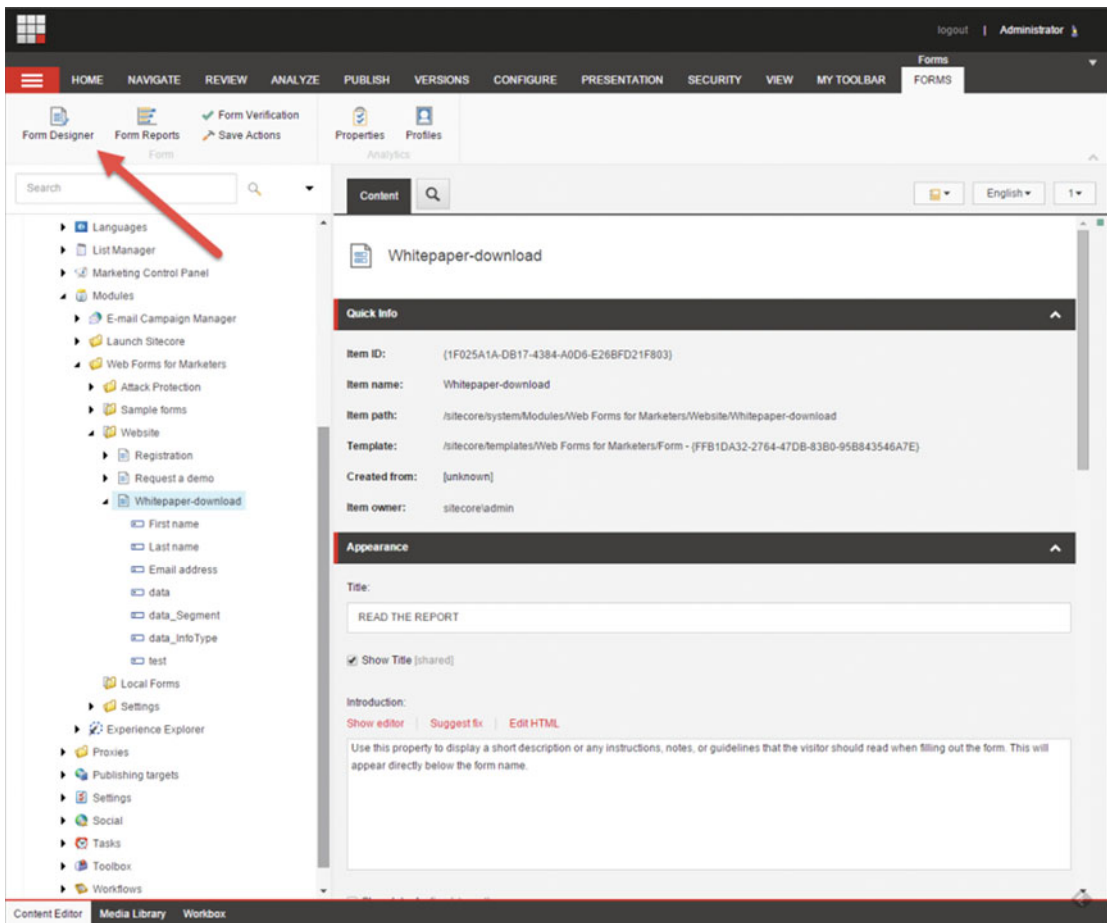 logout | Administrator
Forms
HOME NAVIGATE REVIEW ANALYZE PUBLISH VERSIONS CONFIGURE PRESENTATION SECURITY VIEW MY TOOLBAR FORMS
Form Designer
Form Reports
Form Verification
Save Actions
Form
Properties
Profiles
Analytics
Search
Content
English
1
Languages
List Manager
Marketing Control Panel
Modules
E-mail Campaign Manager
Launch Sitecore
Web Forms for Marketers
Attack Protection
Sample forms
Website
Registration
Request a demo
Whitepaper-download
First name
Last name
Email address
data
data_Segment
data_InfoType
test
Local Forms
Settings
Experience Explorer
Proxies
Publishing targets
Settings
Social
Tasks
Toolbox
Workflows
Whitepaper-download
Quick Info
Item ID: {1F025A1A-DB17-4384-A0D6-E26BFD21F803}
Item name: Whitepaper-download
Item path: /sitecore/system/Modules/Web Forms for Marketers/Website/Whitepaper-download
Template: /sitecore/templates/Web Forms for Marketers/Form - {FFB1DA32-2764-47DB-83B0-95B843546A7E}
Created from: [unknown]
Item owner: sitecore\admin
Appearance
Title:
READ THE REPORT
Show Title [shared]
Introduction:
Show editor | Suggest fix | Edit HTML
Use this property to display a short description or any instructions, notes, or guidelines that the visitor should read when filling out the form. This will
appear directly below the form name.
Content Editor Media Library Workbox